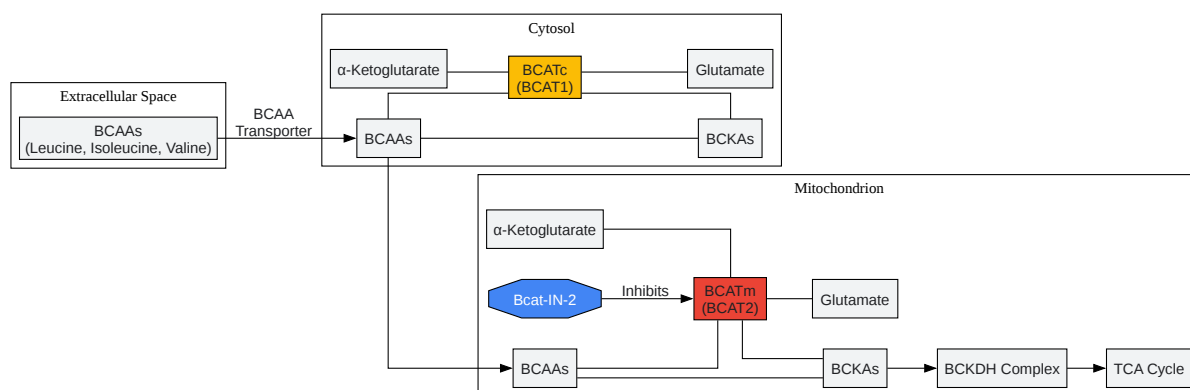 Cytosol
α-Ketoglutarate
BCATc
(BCAT1)
Glutamate
Extracellular Space
BCAAs
(Leucine, Isoleucine, Valine)
BCAA
Transporter
BCAAs
BCKAs
Mitochondrion
α-Ketoglutarate
Bcat-IN-2
Inhibits
BCATm
(BCAT2)
Glutamate
BCAAs
BCKAs
BCKDH Complex
TCA Cycle